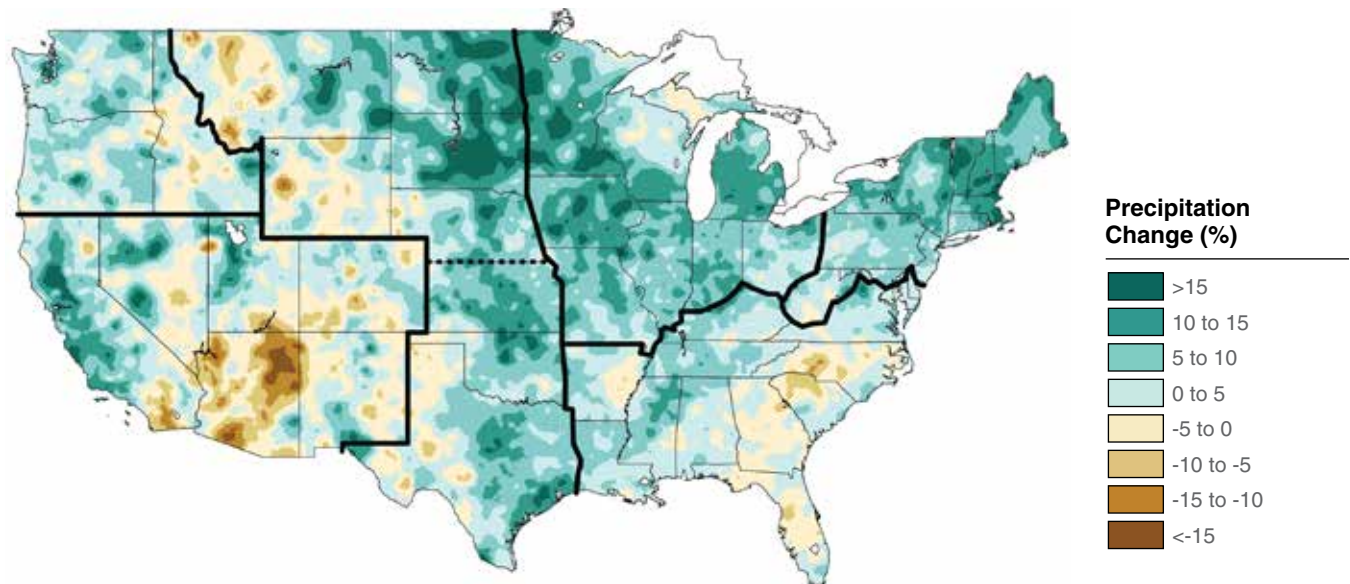 Precipitation
Change (%)
>15
10 to 15
5 to 10
0 to 5
-5 to 0
-10 to -5
-15 to -10
<-15